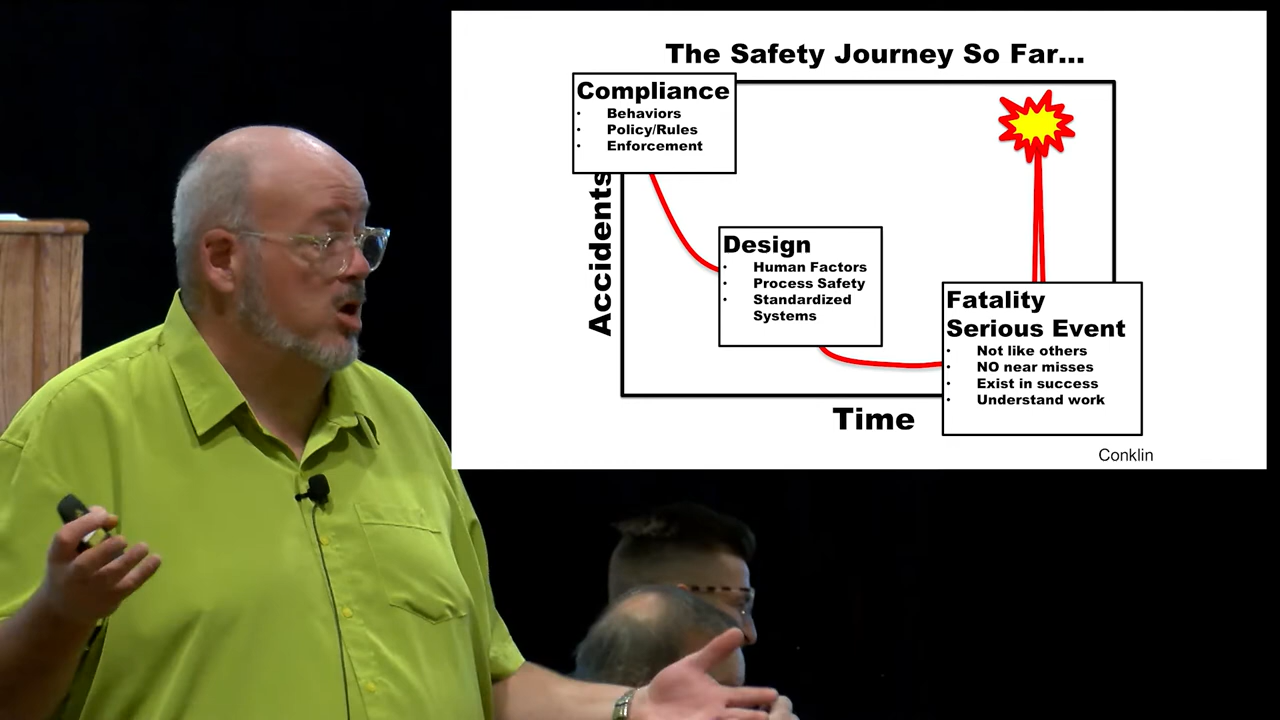 The Safety Journey So Far...
Compliance
• Behaviors
• Policy/Rules
• Enforcement
Accidents
Design
• Human Factors
• Process Safety
• Standardized
Systems
Fatality
Serious Event
• Not like others
• NO near misses
• Exist in success
• Understand work
Time
Conklin